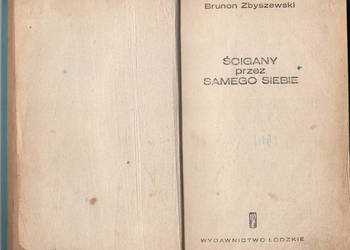 Brunon Zbyszewski
ŚCIGANY
przez
SAMEGO SIEBIE
WYDAWNICTWO ŁÓDZKIE